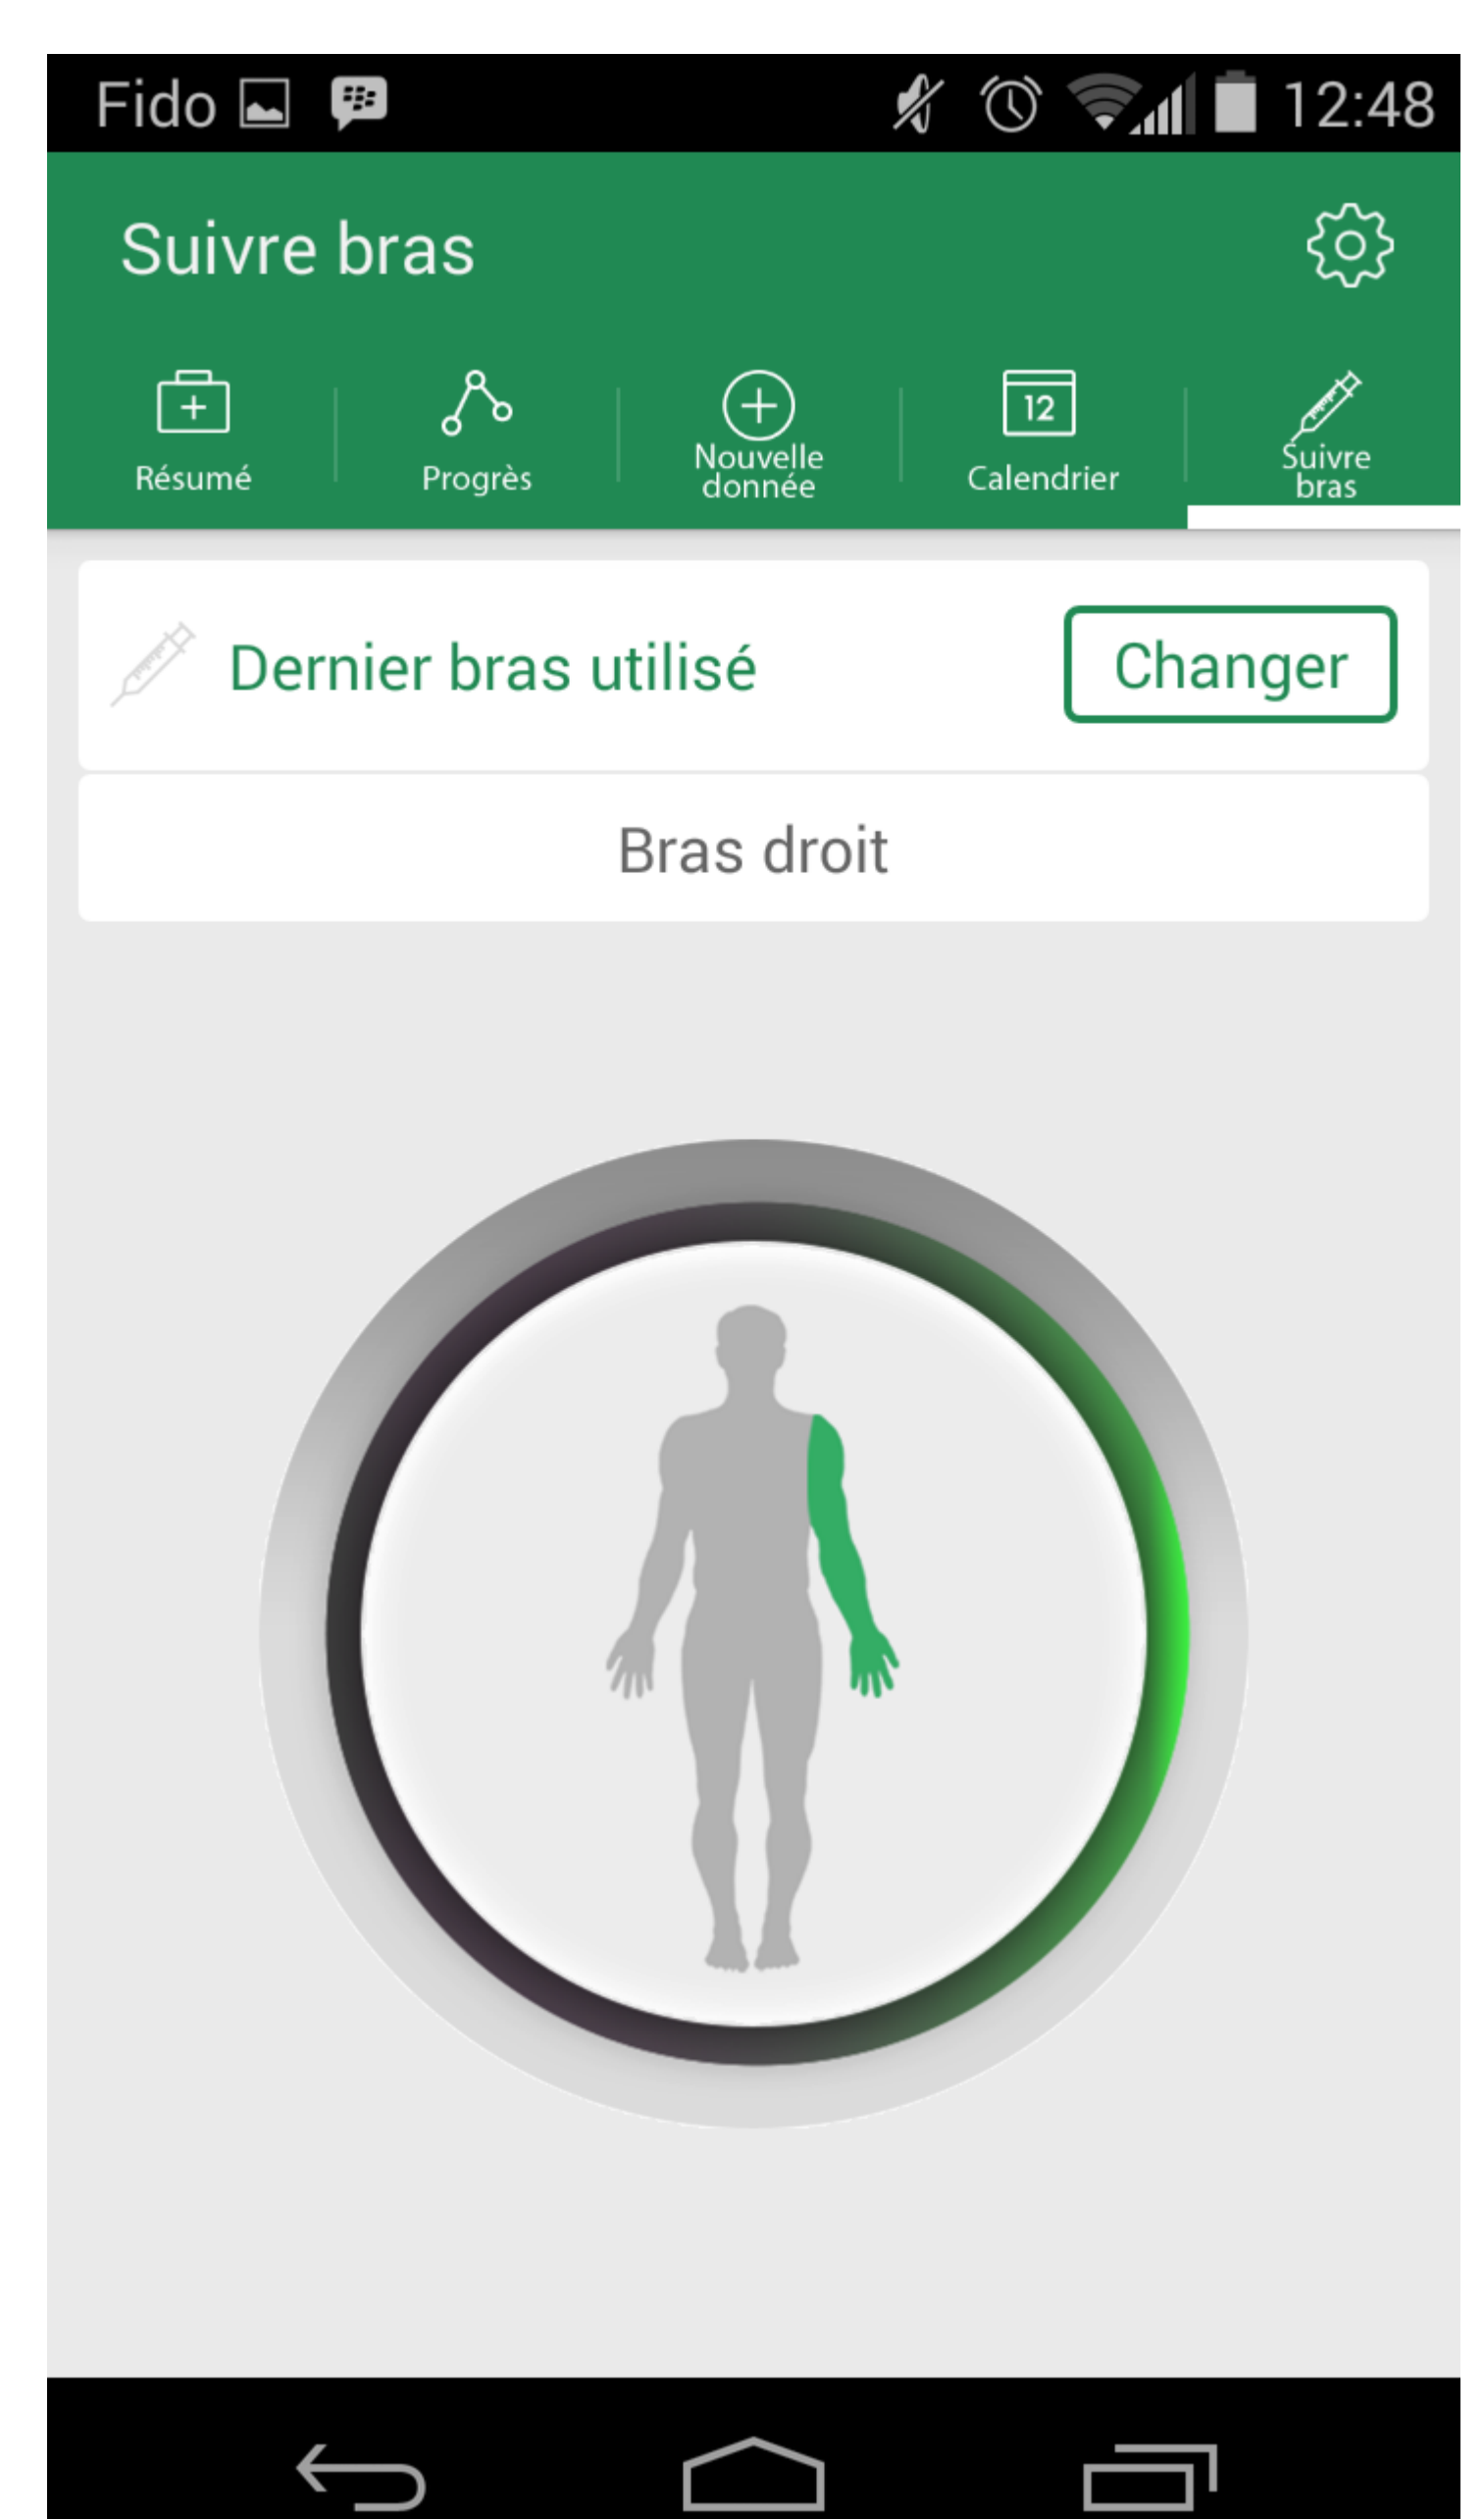 Fido 12:48
Suivre bras
Résumé
Progrès
Nouvelle
donnée
12
Calendrier
Suivre
bras
Dernier bras utilisé
Changer
Bras droit